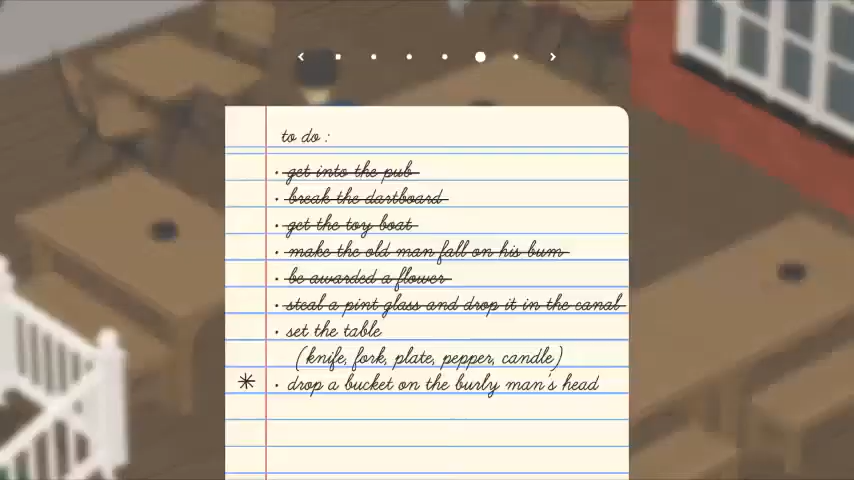 to do :
· get into the pub
· break the dartboard
· get the toy boat
· make the old man fall on his bum
· be awarded a flower
· steal a pint glass and drop it in the canal
· set the table
(knife, fork, plate, pepper, candle)
* · drop a bucket on the burly man's head